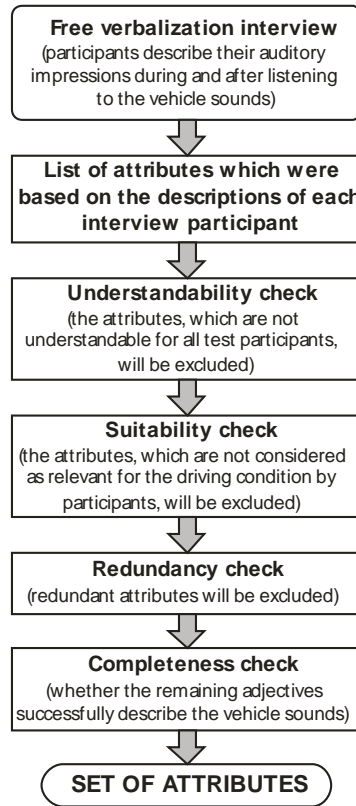 Free verbalization interview
(participants describe their auditory
impressions during and after listening
to the vehicle sounds)
List of attributes which were
based on the descriptions of each
interview participant
Understandability check
(the attributes, which are not
understandable for all test participants,
will be excluded)
Suitability check
(the attributes, which are not considered
as relevant for the driving condition by
participants, will be excluded)
Redundancy check
(redundant attributes will be excluded)
Completeness check
(whether the remaining adjectives
successfully describe the vehicle sounds)
SET OF ATTRIBUTES